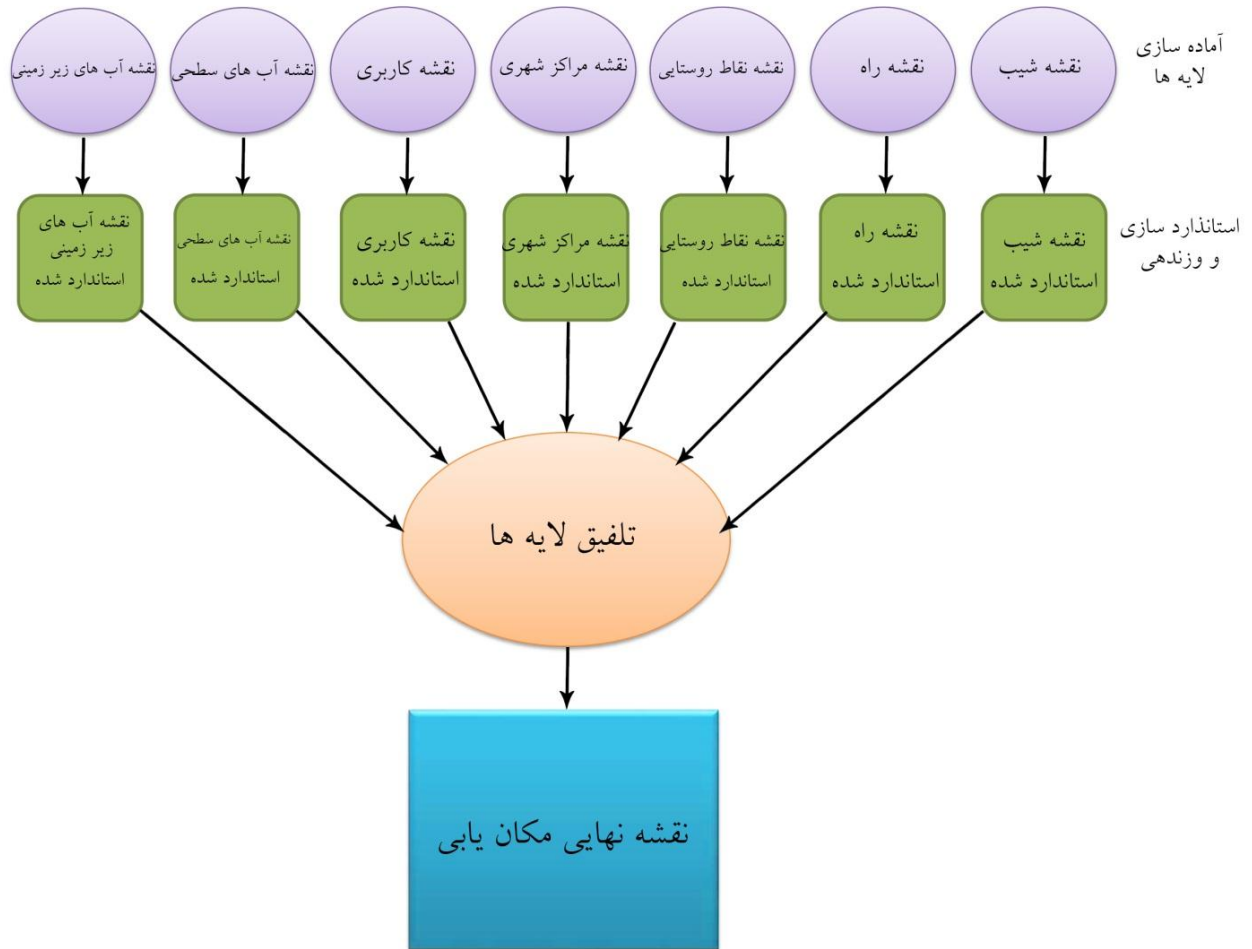 آماده سازی
لایه ها
نقشه شیب
نقشه راه
نقشه نقاط روستایی
نقشه مراکز شهری
نقشه کاربری
نقشه آب های سطحی
نقشه آب های زیر زمینی
استانذارد سازی
و وزندهی
نقشه شیب
استاندارد شده
نقشه راه
استاندارد شده
نقشه نقاط روستایی
استاندارد شده
نقشه مراکز شهری
استاندارد شده
نقشه کاربری
استاندارد شده
نقشه آب های سطحی
استاندارد شده
نقشه آب های
زیر زمینی
استاندارد شده
تلفیق لایه ها
نقشه نهایی مکان یابی